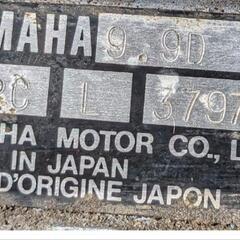 AMAHA 9.9D
C L 3797
HA MOTOR CO., L
IN JAPAN
D'ORIGINE JAPON